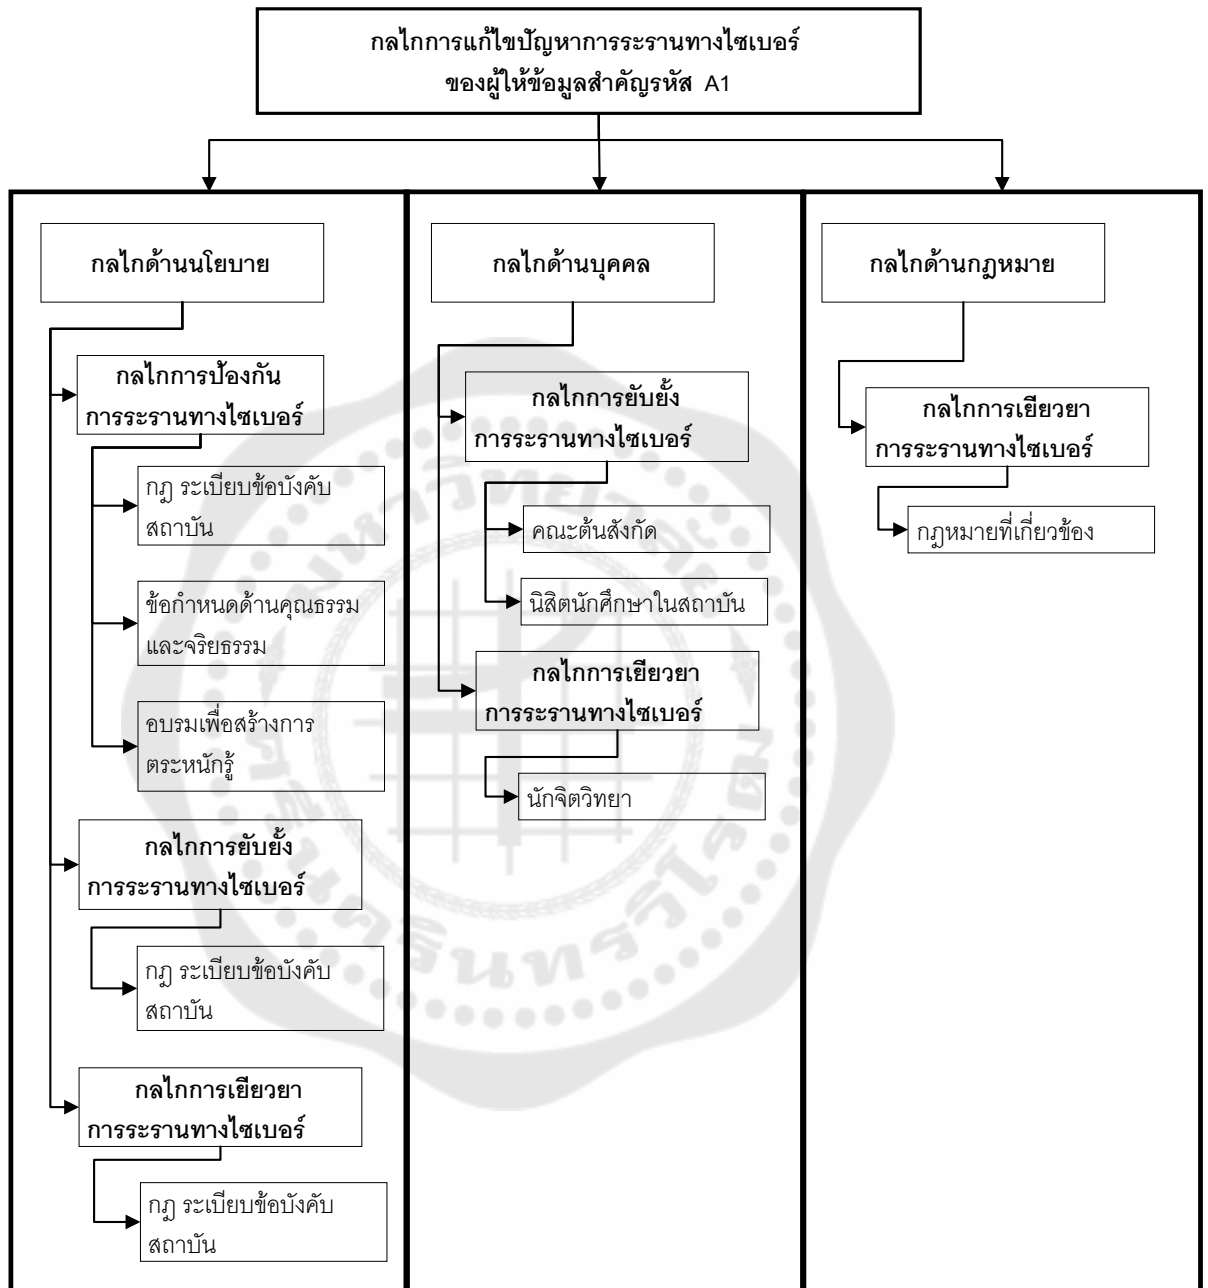 กลไกการแก้ไขปัญหาการระรานทางไซเบอร์
ของผู้ให้ข้อมูลสำคัญรหัส A1
กลไกด้านนโยบาย
กลไกการป้องกัน
การระรานทางไซเบอร์
กฎ ระเบียบข้อบังคับ
สถาบัน
ข้อกำหนดด้านคุณธรรม
และจริยธรรม
อบรมเพื่อสร้างการ
ตระหนักรู้
กลไกการยับยั้ง
การระรานทางไซเบอร์
กฎ ระเบียบข้อบังคับ
สถาบัน
กลไกการเยียวยา
การระรานทางไซเบอร์
กฎ ระเบียบข้อบังคับ
สถาบัน
กลไกด้านบุคคล
กลไกการยับยั้ง
การระรานทางไซเบอร์
คณะต้นสังกัด
นิสิตนักศึกษาในสถาบัน
กลไกการเยียวยา
การระรานทางไซเบอร์
นักจิตวิทยา
กลไกด้านกฎหมาย
กลไกการเยียวยา
การระรานทางไซเบอร์
กฎหมายที่เกี่ยวข้อง
มหาวิทยาลัย
ศรีนครินทรวิโรฒ